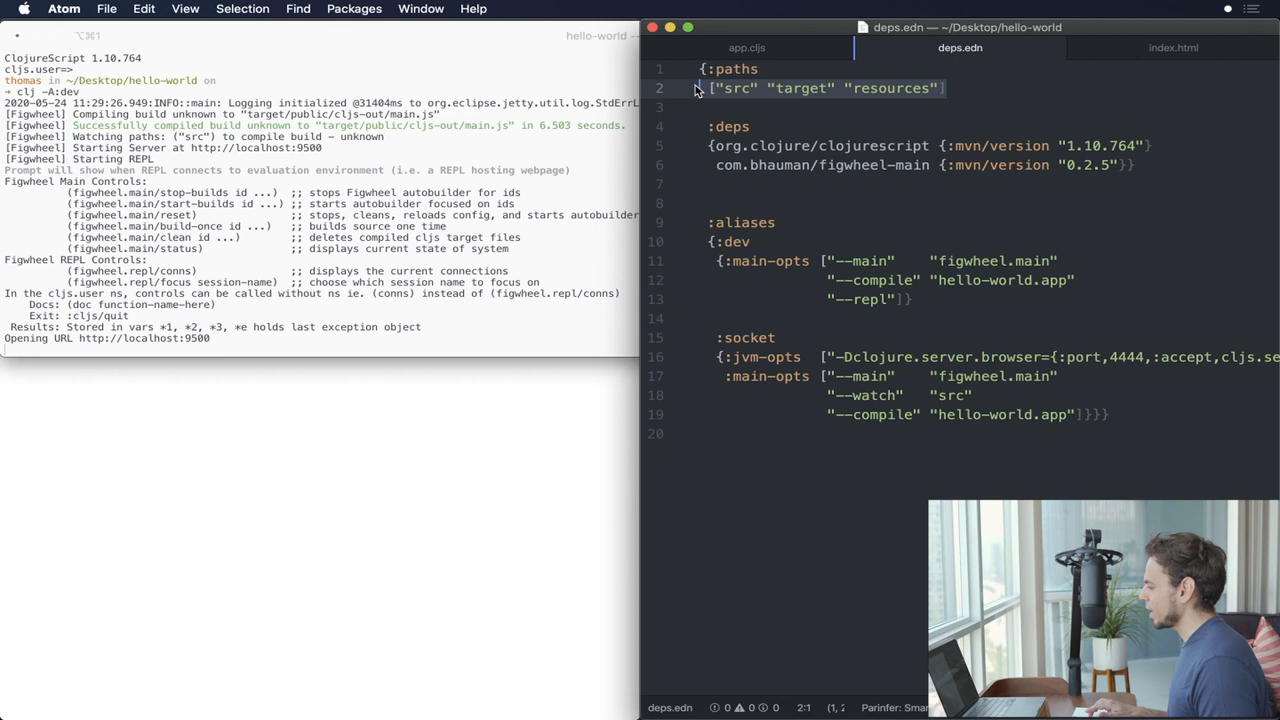 Atom File Edit View Selection Find Packages Window Help
⌥⌘1 hello-world --
ClojureScript 1.10.764
cljs.user=>
thomas in ~/Desktop/hello-world on
➜ clj -A:dev
2020-05-24 11:29:26.949:INFO::main: Logging initialized @31404ms to org.eclipse.jetty.util.log.StdErrL
[Figwheel] Compiling build unknown to "target/public/cljs-out/main.js"
[Figwheel] Successfully compiled build unknown to "target/public/cljs-out/main.js" in 6.503 seconds.
[Figwheel] Watching paths: ("src") to compile build - unknown
[Figwheel] Starting Server at http://localhost:9500
[Figwheel] Starting REPL
Prompt will show when REPL connects to evaluation environment (i.e. a REPL hosting webpage)
Figwheel Main Controls:
(figwheel.main/stop-builds id ...) ;; stops Figwheel autobuilder for ids
(figwheel.main/start-builds id ...) ;; starts autobuilder focused on ids
(figwheel.main/reset) ;; stops, cleans, reloads config, and starts autobuilder
(figwheel.main/build-once id ...) ;; builds source one time
(figwheel.main/clean id ...) ;; deletes compiled cljs target files
(figwheel.main/status) ;; displays current state of system
Figwheel REPL Controls:
(figwheel.repl/conns) ;; displays the current connections
(figwheel.repl/focus session-name) ;; choose which session name to focus on
In the cljs.user ns, controls can be called without ns ie. (conns) instead of (figwheel.repl/conns)
Docs: (doc function-name-here)
Exit: :cljs/quit
Results: Stored in vars *1, *2, *3, *e holds last exception object
Opening URL http://localhost:9500
deps.edn — ~/Desktop/hello-world
app.cljs deps.edn index.html
1 {:paths
2 ["src" "target" "resources"]
3
4 :deps
5 {org.clojure/clojurescript {:mvn/version "1.10.764"}
6 com.bhauman/figwheel-main {:mvn/version "0.2.5"}}
7
8
9 :aliases
10 {:dev
11 {:main-opts ["--main" "figwheel.main"
12 "--compile" "hello-world.app"
13 "--repl"]}
14
15 :socket
16 {:jvm-opts ["-Dclojure.server.browser={:port,4444,:accept,cljs.se
17 :main-opts ["--main" "figwheel.main"
18 "--watch" "src"
19 "--compile" "hello-world.app"]}}}
20
deps.edn 0 0 0 2:1 (1, 2 Parinfer: Smar